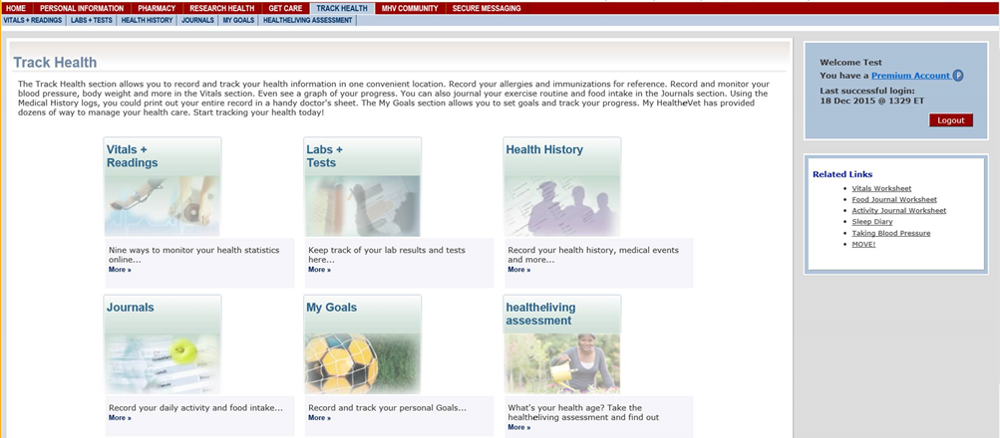 HOME PERSONAL INFORMATION PHARMACY RESEARCH HEALTH GET CARE TRACK HEALTH MHV COMMUNITY SECURE MESSAGING
VITALS + READINGS LABS + TESTS HEALTH HISTORY JOURNALS MY GOALS HEALTHELIVING ASSESSMENT
Track Health
The Track Health section allows you to record and track your health information in one convenient location. Record your allergies and immunizations for reference. Record and monitor your
blood pressure, body weight and more in the Vitals section. Even see a graph of your progress. You can also journal your exercise routine and food intake in the Journals section. Using the
Medical History logs, you could print out your entire record in a handy doctor's sheet. The My Goals section allows you to set goals and track your progress. My HealtheVet has provided
dozens of way to manage your health care. Start tracking your health today!
Vitals +
Readings
Nine ways to monitor your health statistics
online...
More »
Labs +
Tests
Keep track of your lab results and tests
here...
More »
Health History
Record your health history, medical events
and more...
More »
Journals
Record your daily activity and food intake...
More »
My Goals
Record and track your personal Goals...
More »
healtheliving
assessment
What's your health age? Take the
healtheliving assessment and find out
More »
Welcome Test
You have a Premium Account P
Last successful login:
18 Dec 2015 @ 1329 ET
Logout
Related Links
Vitals Worksheet
Food Journal Worksheet
Activity Journal Worksheet
Sleep Diary
Taking Blood Pressure
MOVE!